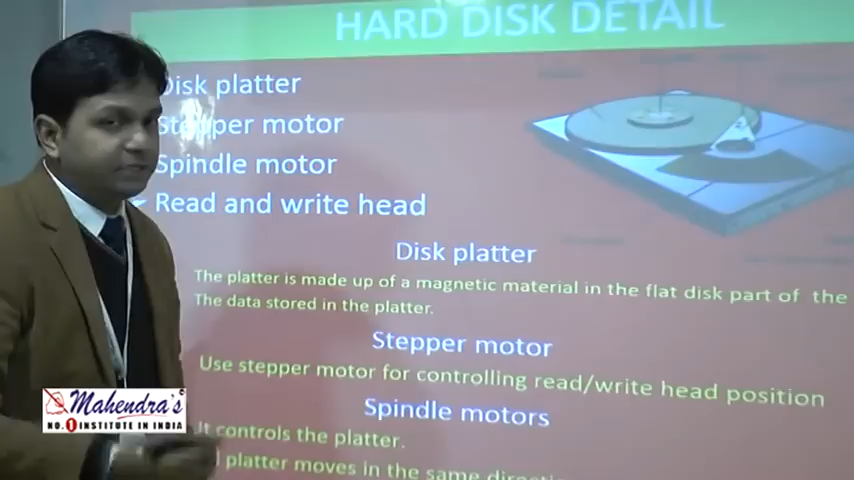 HARD DISK DETAIL
Disk platter
Stepper motor
Spindle motor
Read and write head
Disk platter
The platter is made up of a magnetic material in the flat disk part of the
The data stored in the platter.
Stepper motor
Use stepper motor for controlling read/write head position
Spindle motors
It controls the platter.
platter moves in the same
Mahendra's
NO. 1 INSTITUTE IN INDIA